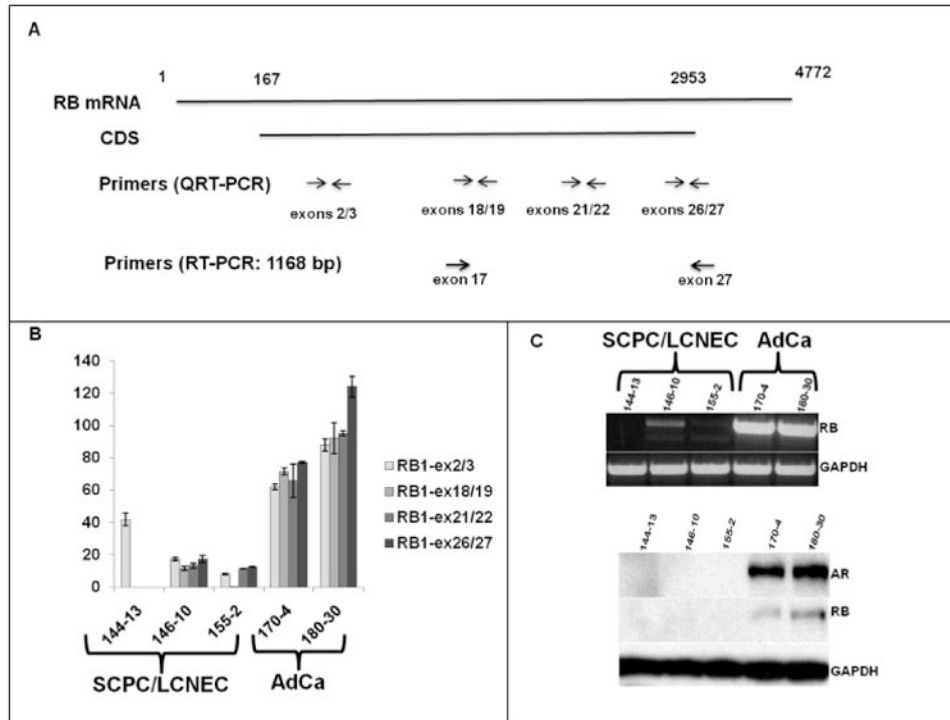 A
1
167
2953
4772
RB mRNA
CDS
Primers (QRT-PCR)
exons 2/3
exons 18/19
exons 21/22
exons 26/27
Primers (RT-PCR: 1168 bp)
exon 17
exon 27
B
140
120
100
80
60
40
20
0
144-13
146-10
155-2
170-4
180-30
SCPC/LCNEC
AdCa
RB1-ex2/3
RB1-ex18/19
RB1-ex21/22
RB1-ex26/27
C
SCPC/LCNEC
AdCa
144-13
146-10
155-2
170-4
180-30
RB
GAPDH
144-13
146-10
155-2
170-4
180-30
AR
RB
GAPDH